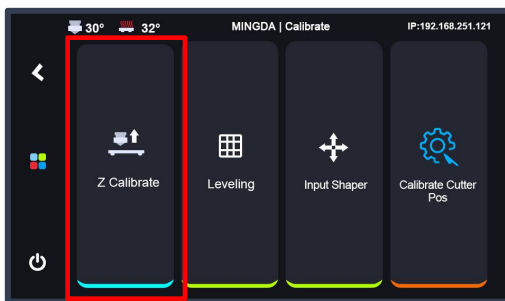 30° 32° MINGDA | Calibrate IP:192.168.251.121
Z Calibrate
Leveling
Input Shaper
Calibrate Cutter
Pos